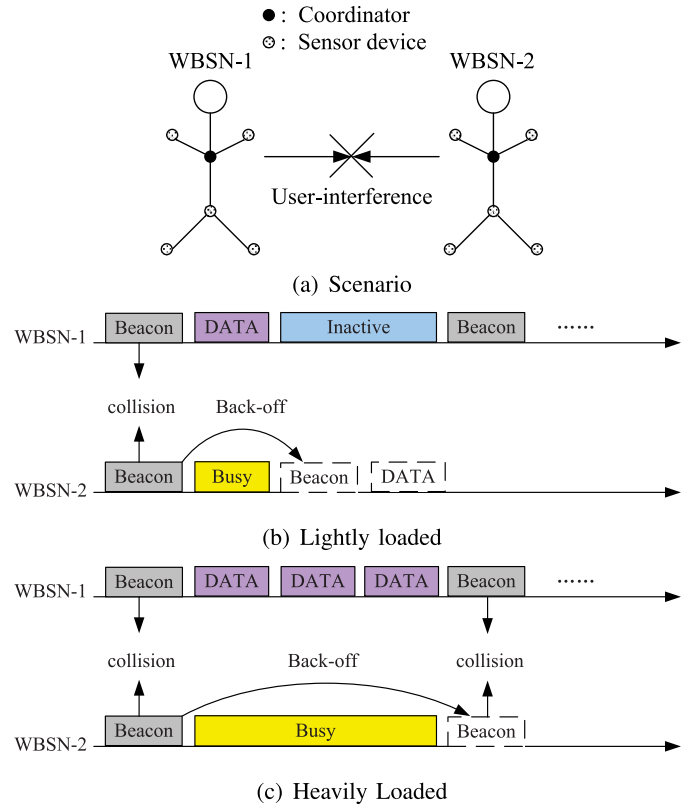 : Coordinator
: Sensor device
WBSN-1 WBSN-2
User-interference
(a) Scenario
Beacon DATA Inactive Beacon ......
WBSN-1
collision Back-off
Beacon Busy Beacon DATA
WBSN-2
(b) Lightly loaded
Beacon DATA DATA DATA Beacon ......
WBSN-1
collision Back-off collision
Beacon Busy Beacon
WBSN-2
(c) Heavily Loaded